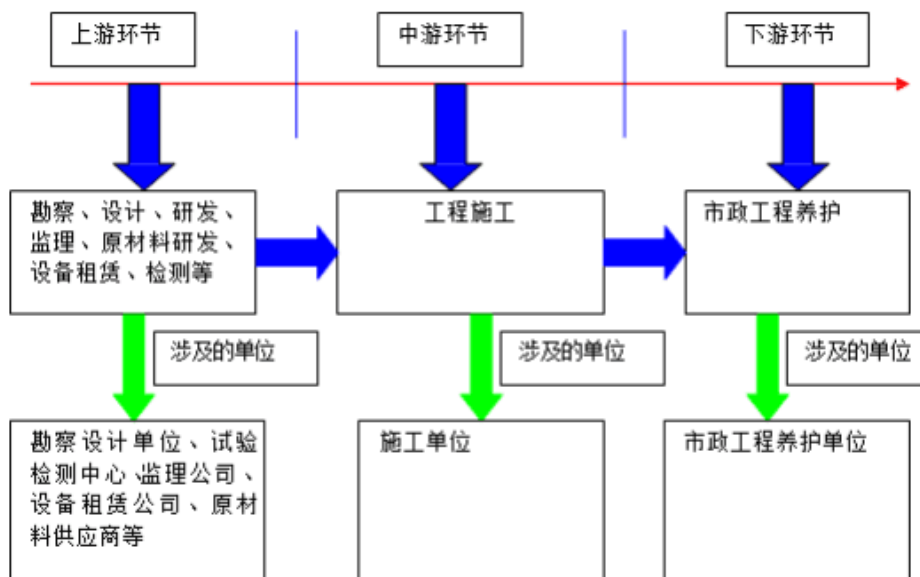 上游环节
中游环节
下游环节
勘察、设计、研发、
监理、原材料研发、
设备租赁、检测等
工程施工
市政工程养护
涉及的单位
涉及的单位
涉及的单位
勘察设计单位、试验
检测中心、监理公司、
设备租赁公司、原材
料供应商等
施工单位
市政工程养护单位